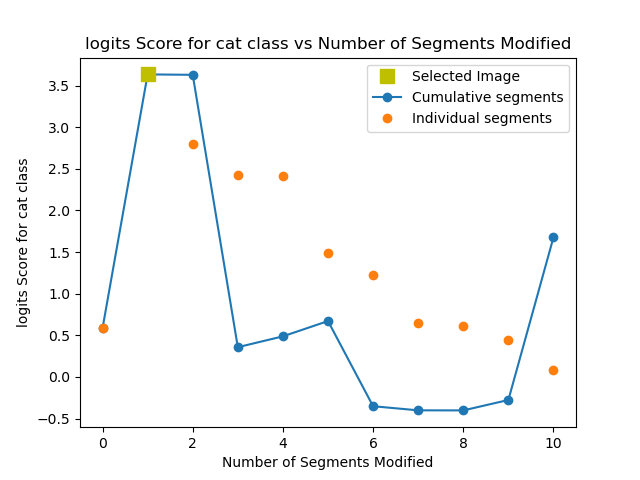 logits Score for cat class vs Number of Segments Modified
Selected Image
Cumulative segments
Individual segments
logits Score for cat class
3.5
3.0
2.5
2.0
1.5
1.0
0.5
0.0
−0.5
0 2 4 6 8 10
Number of Segments Modified